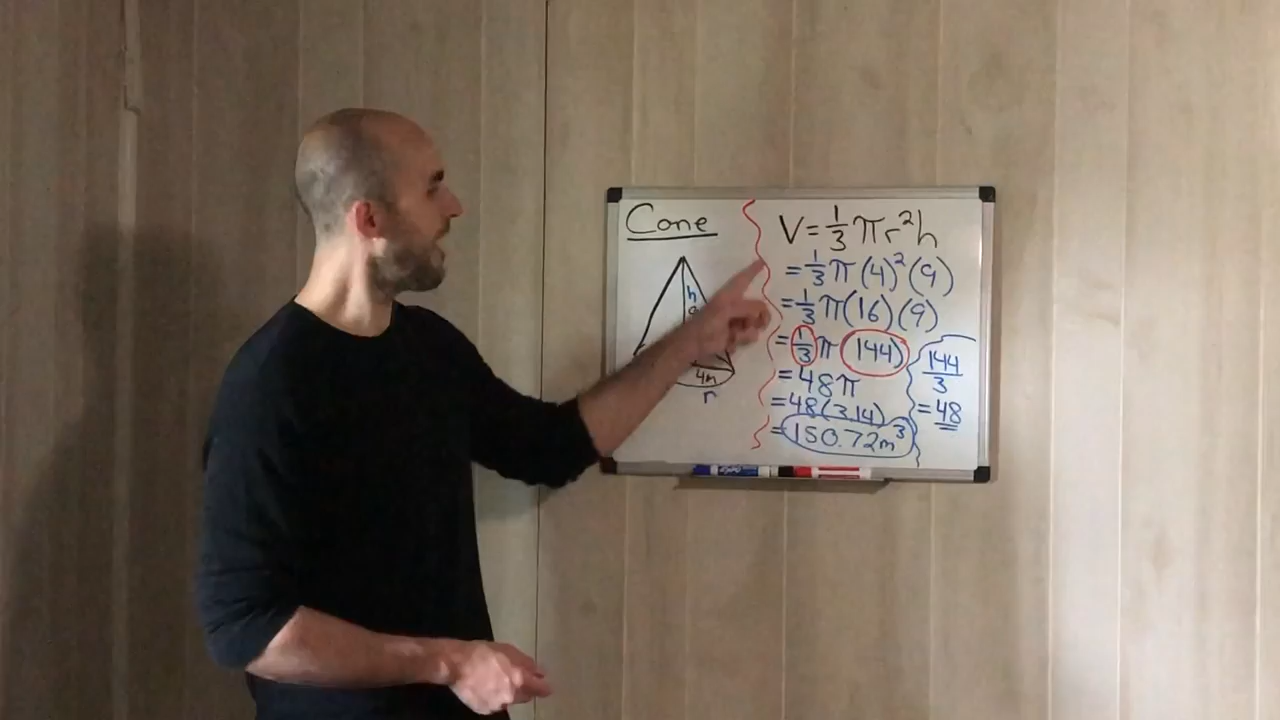 Cone
h
4m
r
V = 1/3 πr²h
= 1/3 π (4)² (9)
= 1/3 π(16)(9)
= 1/3 π (144)
= 48π
= 48(3.14)
= 150.72m³
144/3
= 48
EXPO